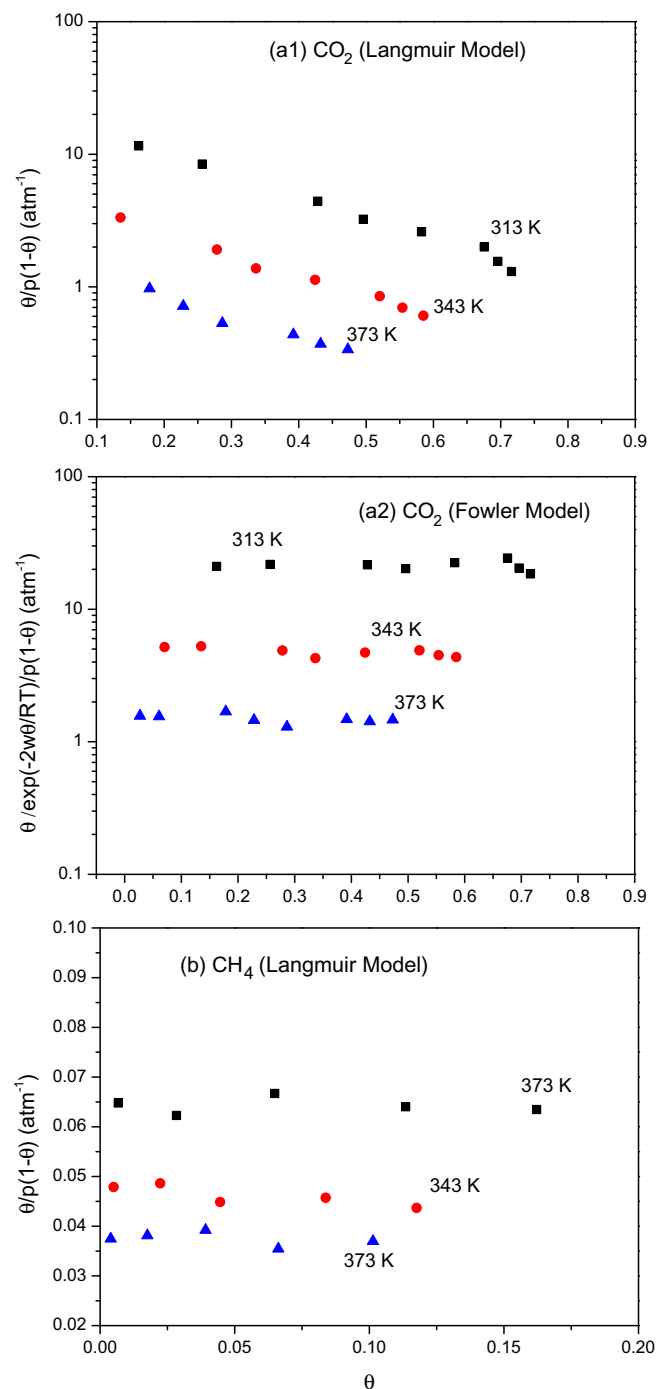 100
(a1) CO₂ (Langmuir Model)
10
θ/p(1-θ) (atm⁻¹)
313 K
1
343 K
373 K
0.1
0.1 0.2 0.3 0.4 0.5 0.6 0.7 0.8 0.9
100
(a2) CO₂ (Fowler Model)
313 K
10
θ /exp(-2wθ/RT)/p(1-θ) (atm⁻¹)
343 K
373 K
1
0.1
0.0 0.1 0.2 0.3 0.4 0.5 0.6 0.7 0.8 0.9
0.10
(b) CH₄ (Langmuir Model)
0.09
0.08
0.07
373 K
θ/p(1-θ) (atm⁻¹)
0.06
0.05
343 K
0.04
373 K
0.03
0.02
0.00 0.05 0.10 0.15 0.20
θ